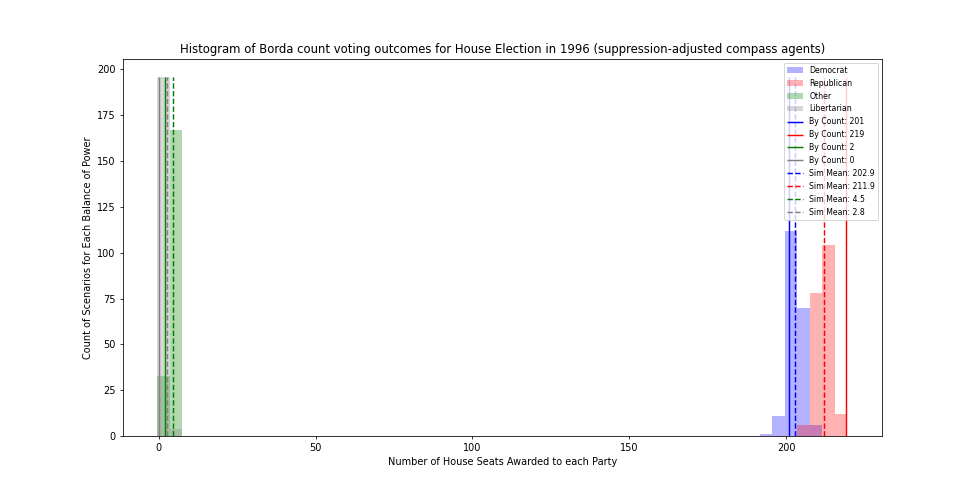 Histogram of Borda count voting outcomes for House Election in 1996 (suppression-adjusted compass agents)
Count of Scenarios for Each Balance of Power
200
175
150
125
100
75
50
25
0
Democrat
Republican
Other
Libertarian
By Count: 201
By Count: 219
By Count: 2
By Count: 0
Sim Mean: 202.9
Sim Mean: 211.9
Sim Mean: 4.5
Sim Mean: 2.8
0 50 100 150 200
Number of House Seats Awarded to each Party